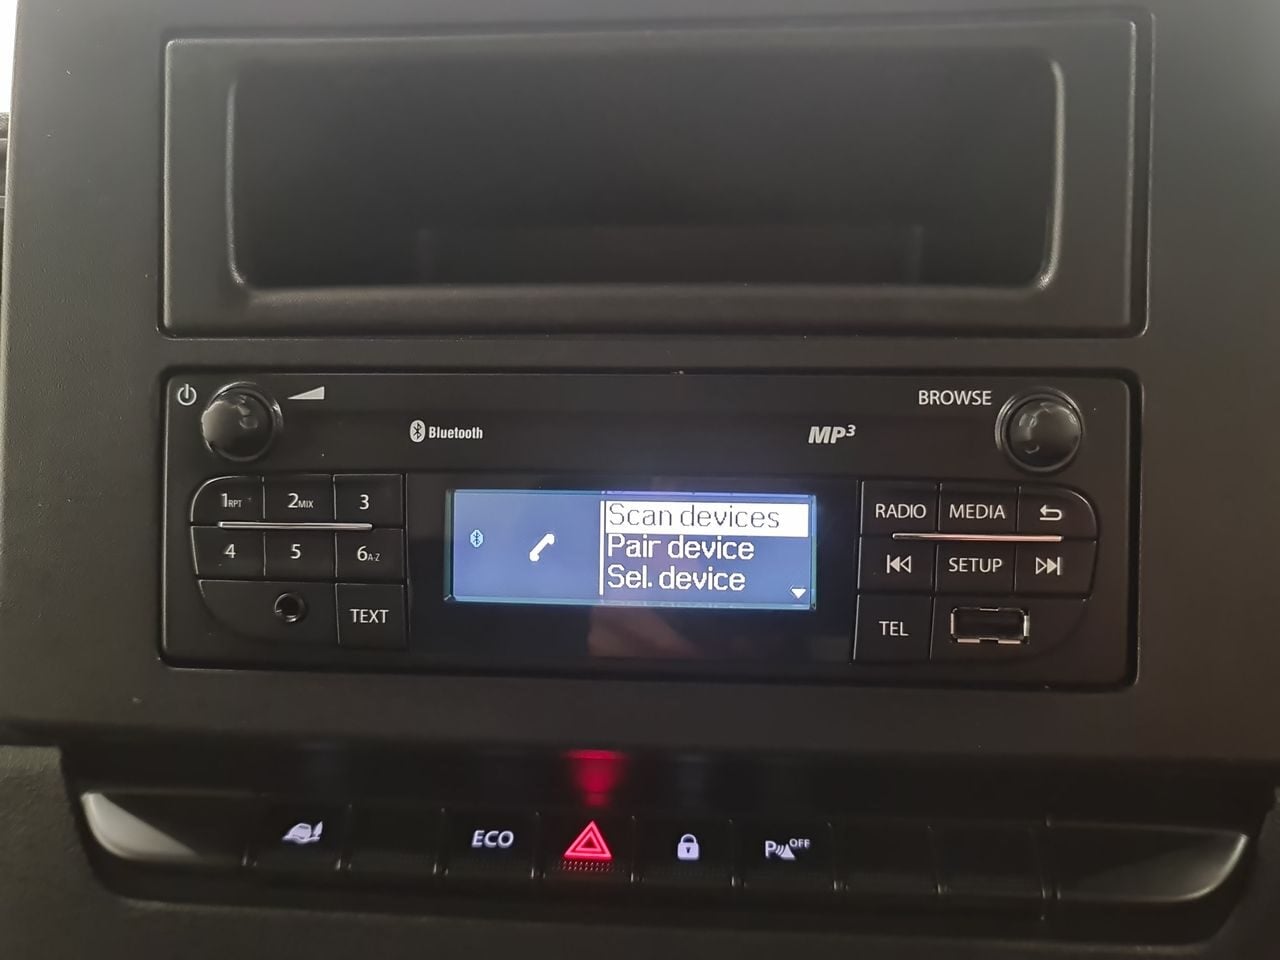 BROWSE
Bluetooth
MP3
1RPT 2MIX 3
4 5 6A-Z
TEXT
Scan devices
Pair device
Sel. device
RADIO MEDIA
SETUP
TEL
ECO
P OFF